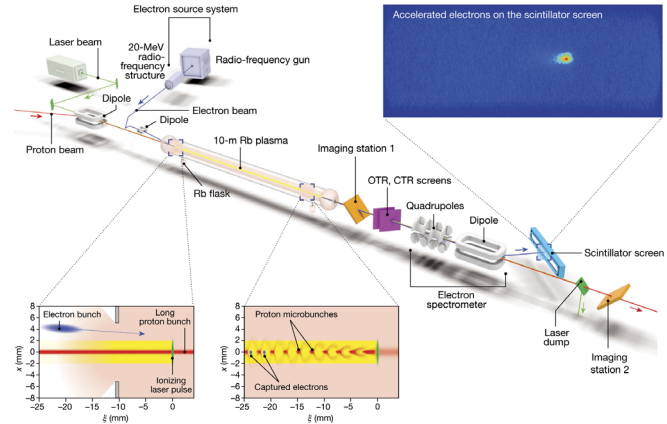 Electron source system
Accelerated electrons on the scintillator screen
Laser beam
20-MeV
radio-
frequency
structure
Radio-frequency gun
Dipole
Electron beam
Dipole
Proton beam
10-m Rb plasma
Imaging station 1
Rb flask
OTR, CTR screens
Quadrupoles
Dipole
Scintillator screen
Electron
spectrometer
Laser
dump
Imaging
station 2
8
6
4
2
0
−2
−4
−6
−8
x (mm)
Electron bunch
Long
proton bunch
Ionizing
laser pulse
−25
−20
−15
−10
−5
0
ξ (mm)
8
6
4
2
0
−2
−4
−6
−8
x (mm)
Proton microbunches
Captured electrons
−25
−20
−15
−10
−5
0
ξ (mm)